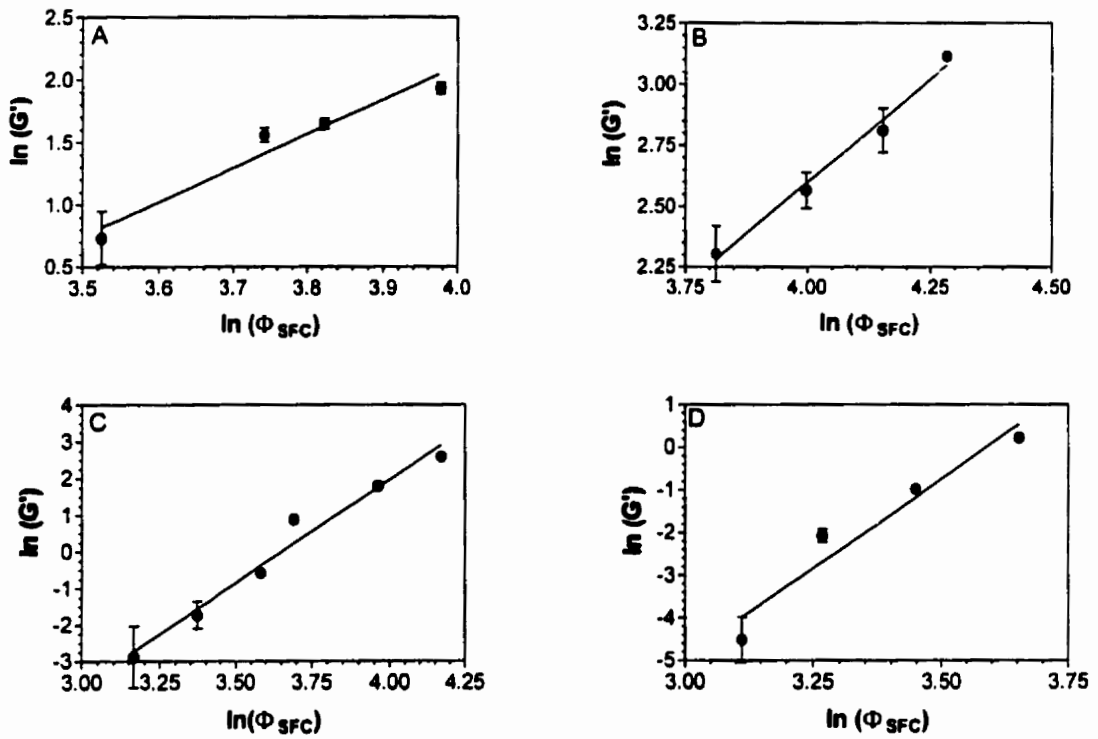 A
2.5
2.0
1.5
1.0
0.5
ln (G')
3.5 3.6 3.7 3.8 3.9 4.0
ln (Φ SFC)
B
3.25
3.00
2.75
2.50
2.25
ln (G')
3.75 4.00 4.25 4.50
ln (Φ SFC)
C
4
3
2
1
0
-1
-2
-3
ln (G')
3.00 3.25 3.50 3.75 4.00 4.25
ln(Φ SFC)
D
1
0
-1
-2
-3
-4
-5
ln (G')
3.00 3.25 3.50 3.75
ln (Φ SFC)